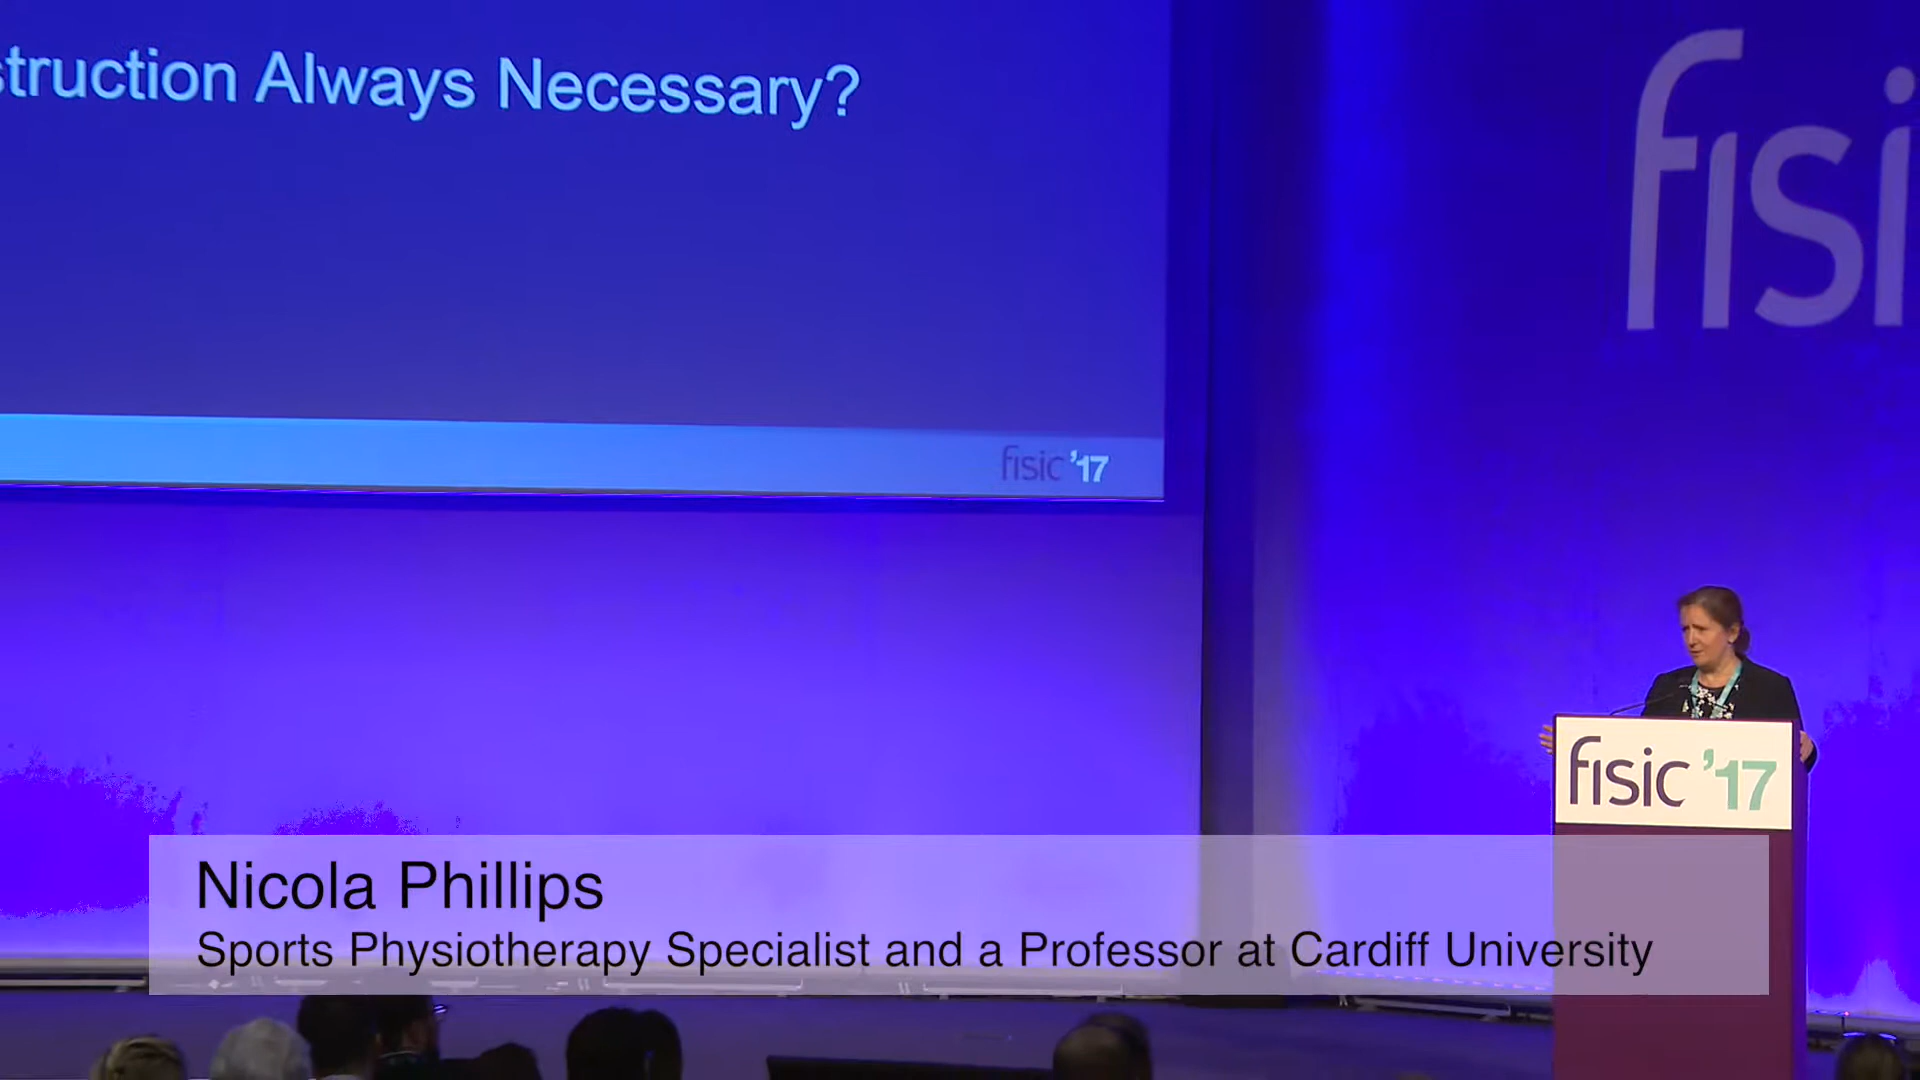 struction Always Necessary?
fisic '17
fisi
fisic '17
Nicola Phillips
Sports Physiotherapy Specialist and a Professor at Cardiff University